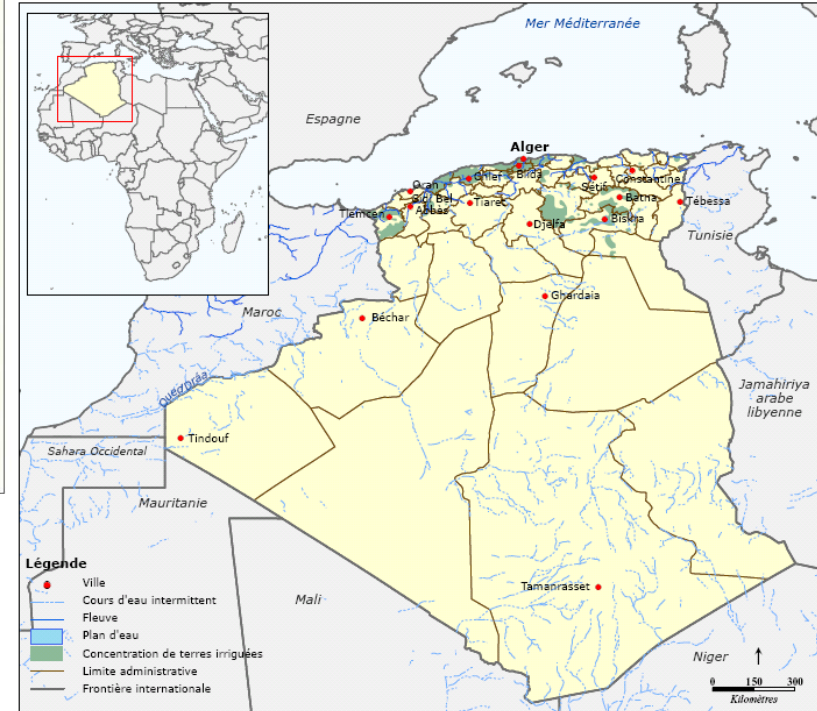 Mer Méditerranée
Espagne
Alger
Blida
Chlef
Constantine
Oran
Sétif
Sidi Bel
Abbès
Batna
Tiaret
Tébessa
Tlemcen
Biskra
Djelfa
Tunisie
Ghardaia
Maroc
Béchar
Oued Drâa
Jamahiriya
arabe
libyenne
Tindouf
Sahara Occidental
Mauritanie
Légende
Ville
Cours d'eau intermittent
Fleuve
Plan d'eau
Concentration de terres irriguées
Limite administrative
Frontière internationale
Mali
Tamanrasset
Niger
0 150 300
Kilomètres